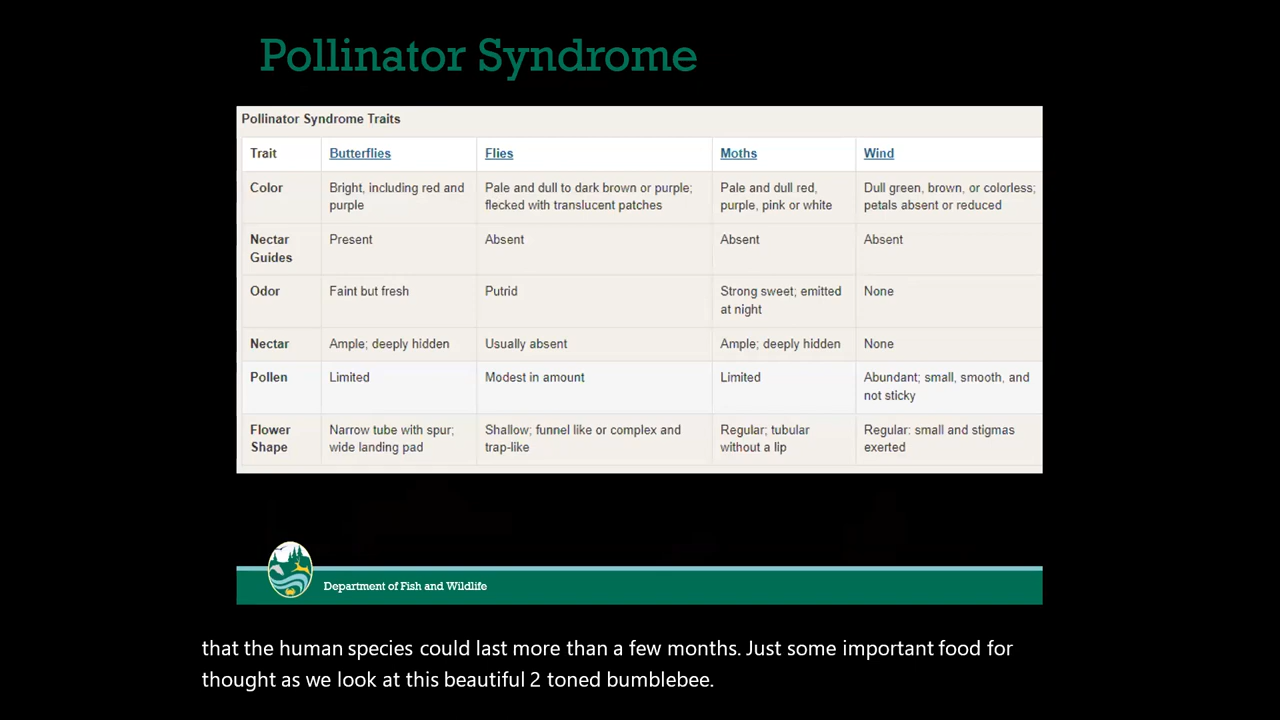 Pollinator Syndrome
Pollinator Syndrome Traits
Trait Butterflies Flies Moths Wind
Color Bright, including red and purple Pale and dull to dark brown or purple; flecked with translucent patches Pale and dull red, purple, pink or white Dull green, brown, or colorless; petals absent or reduced
Nectar Guides Present Absent Absent Absent
Odor Faint but fresh Putrid Strong sweet; emitted at night None
Nectar Ample; deeply hidden Usually absent Ample; deeply hidden None
Pollen Limited Modest in amount Limited Abundant; small, smooth, and not sticky
Flower Shape Narrow tube with spur; wide landing pad Shallow; funnel like or complex and trap-like Regular; tubular without a lip Regular: small and stigmas exerted
Department of Fish and Wildlife
that the human species could last more than a few months. Just some important food for
thought as we look at this beautiful 2 toned bumblebee.